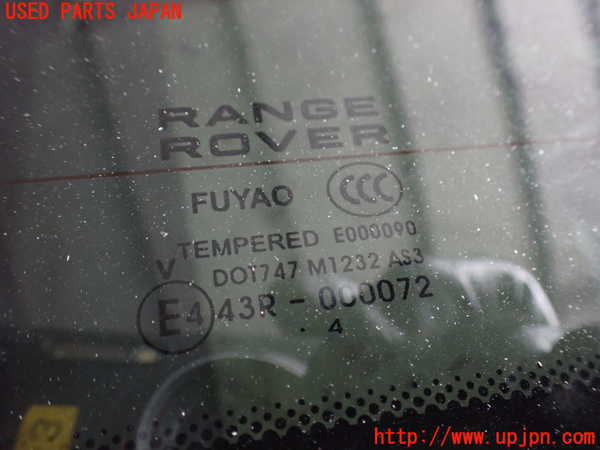 USED PARTS JAPAN
RANGE
ROVER
FUYAO CCC
TEMPERED E000090
V DOT747 M1232 AS3
E4 43R - 000072
. 4
3
http://www.upjpn.com/